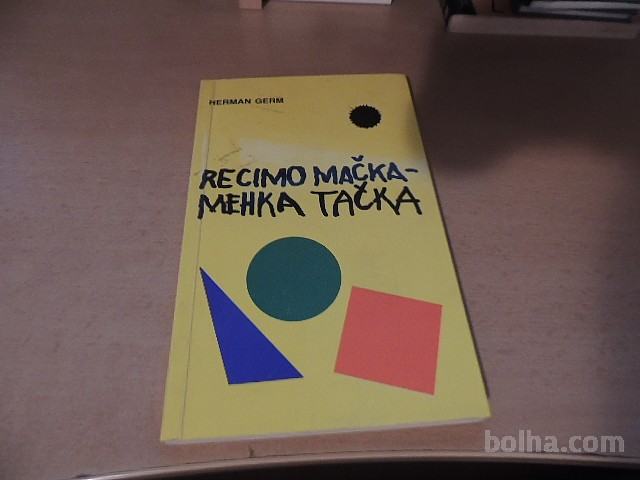 HERMAN GERM
RECIMO MAČKA-
MEHKA TAČKA
bolha.com